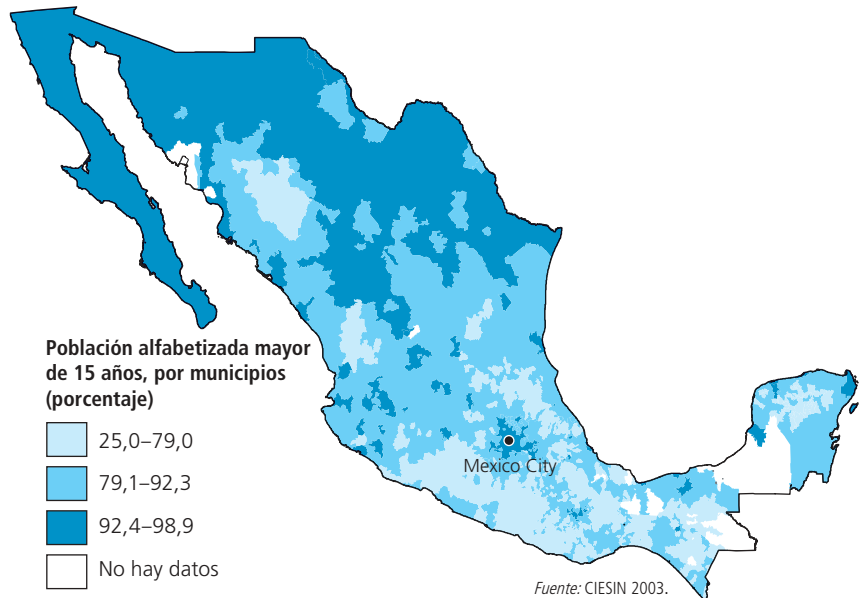 Población alfabetizada mayor
de 15 años, por municipios
(porcentaje)
25,0–79,0
79,1–92,3
92,4–98,9
No hay datos
Mexico City
Fuente: CIESIN 2003.